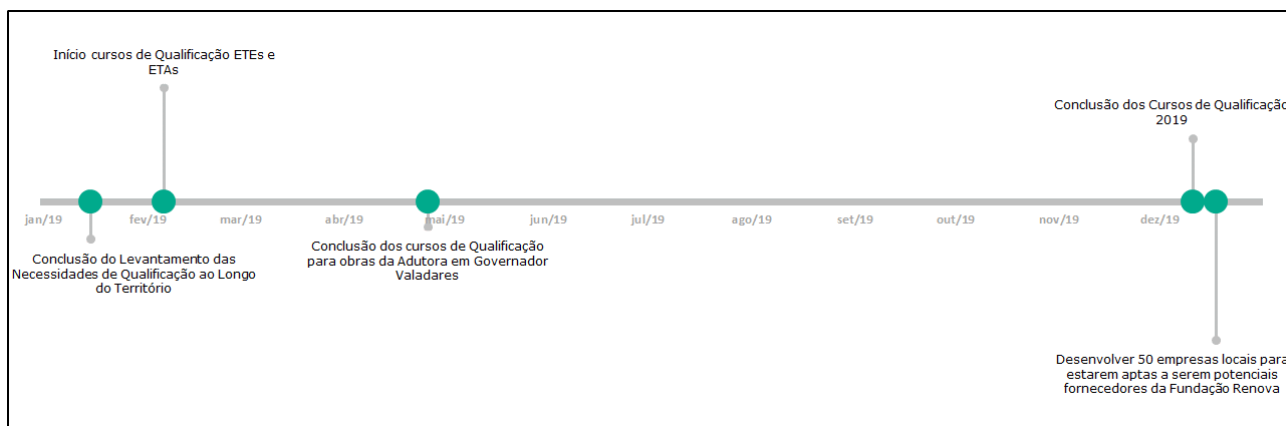 Início cursos de Qualificação ETEs e
ETAs
Conclusão dos Cursos de Qualificação
2019
jan/19
fev/19
mar/19
abr/19
mai/19
jun/19
jul/19
ago/19
set/19
out/19
nov/19
dez/19
Conclusão do Levantamento das
Necessidades de Qualificação ao Longo
do Território
Conclusão dos cursos de Qualificação
para obras da Adutora em Governador
Valadares
Desenvolver 50 empresas locais para
estarem aptas a serem potenciais
fornecedores da Fundação Renova